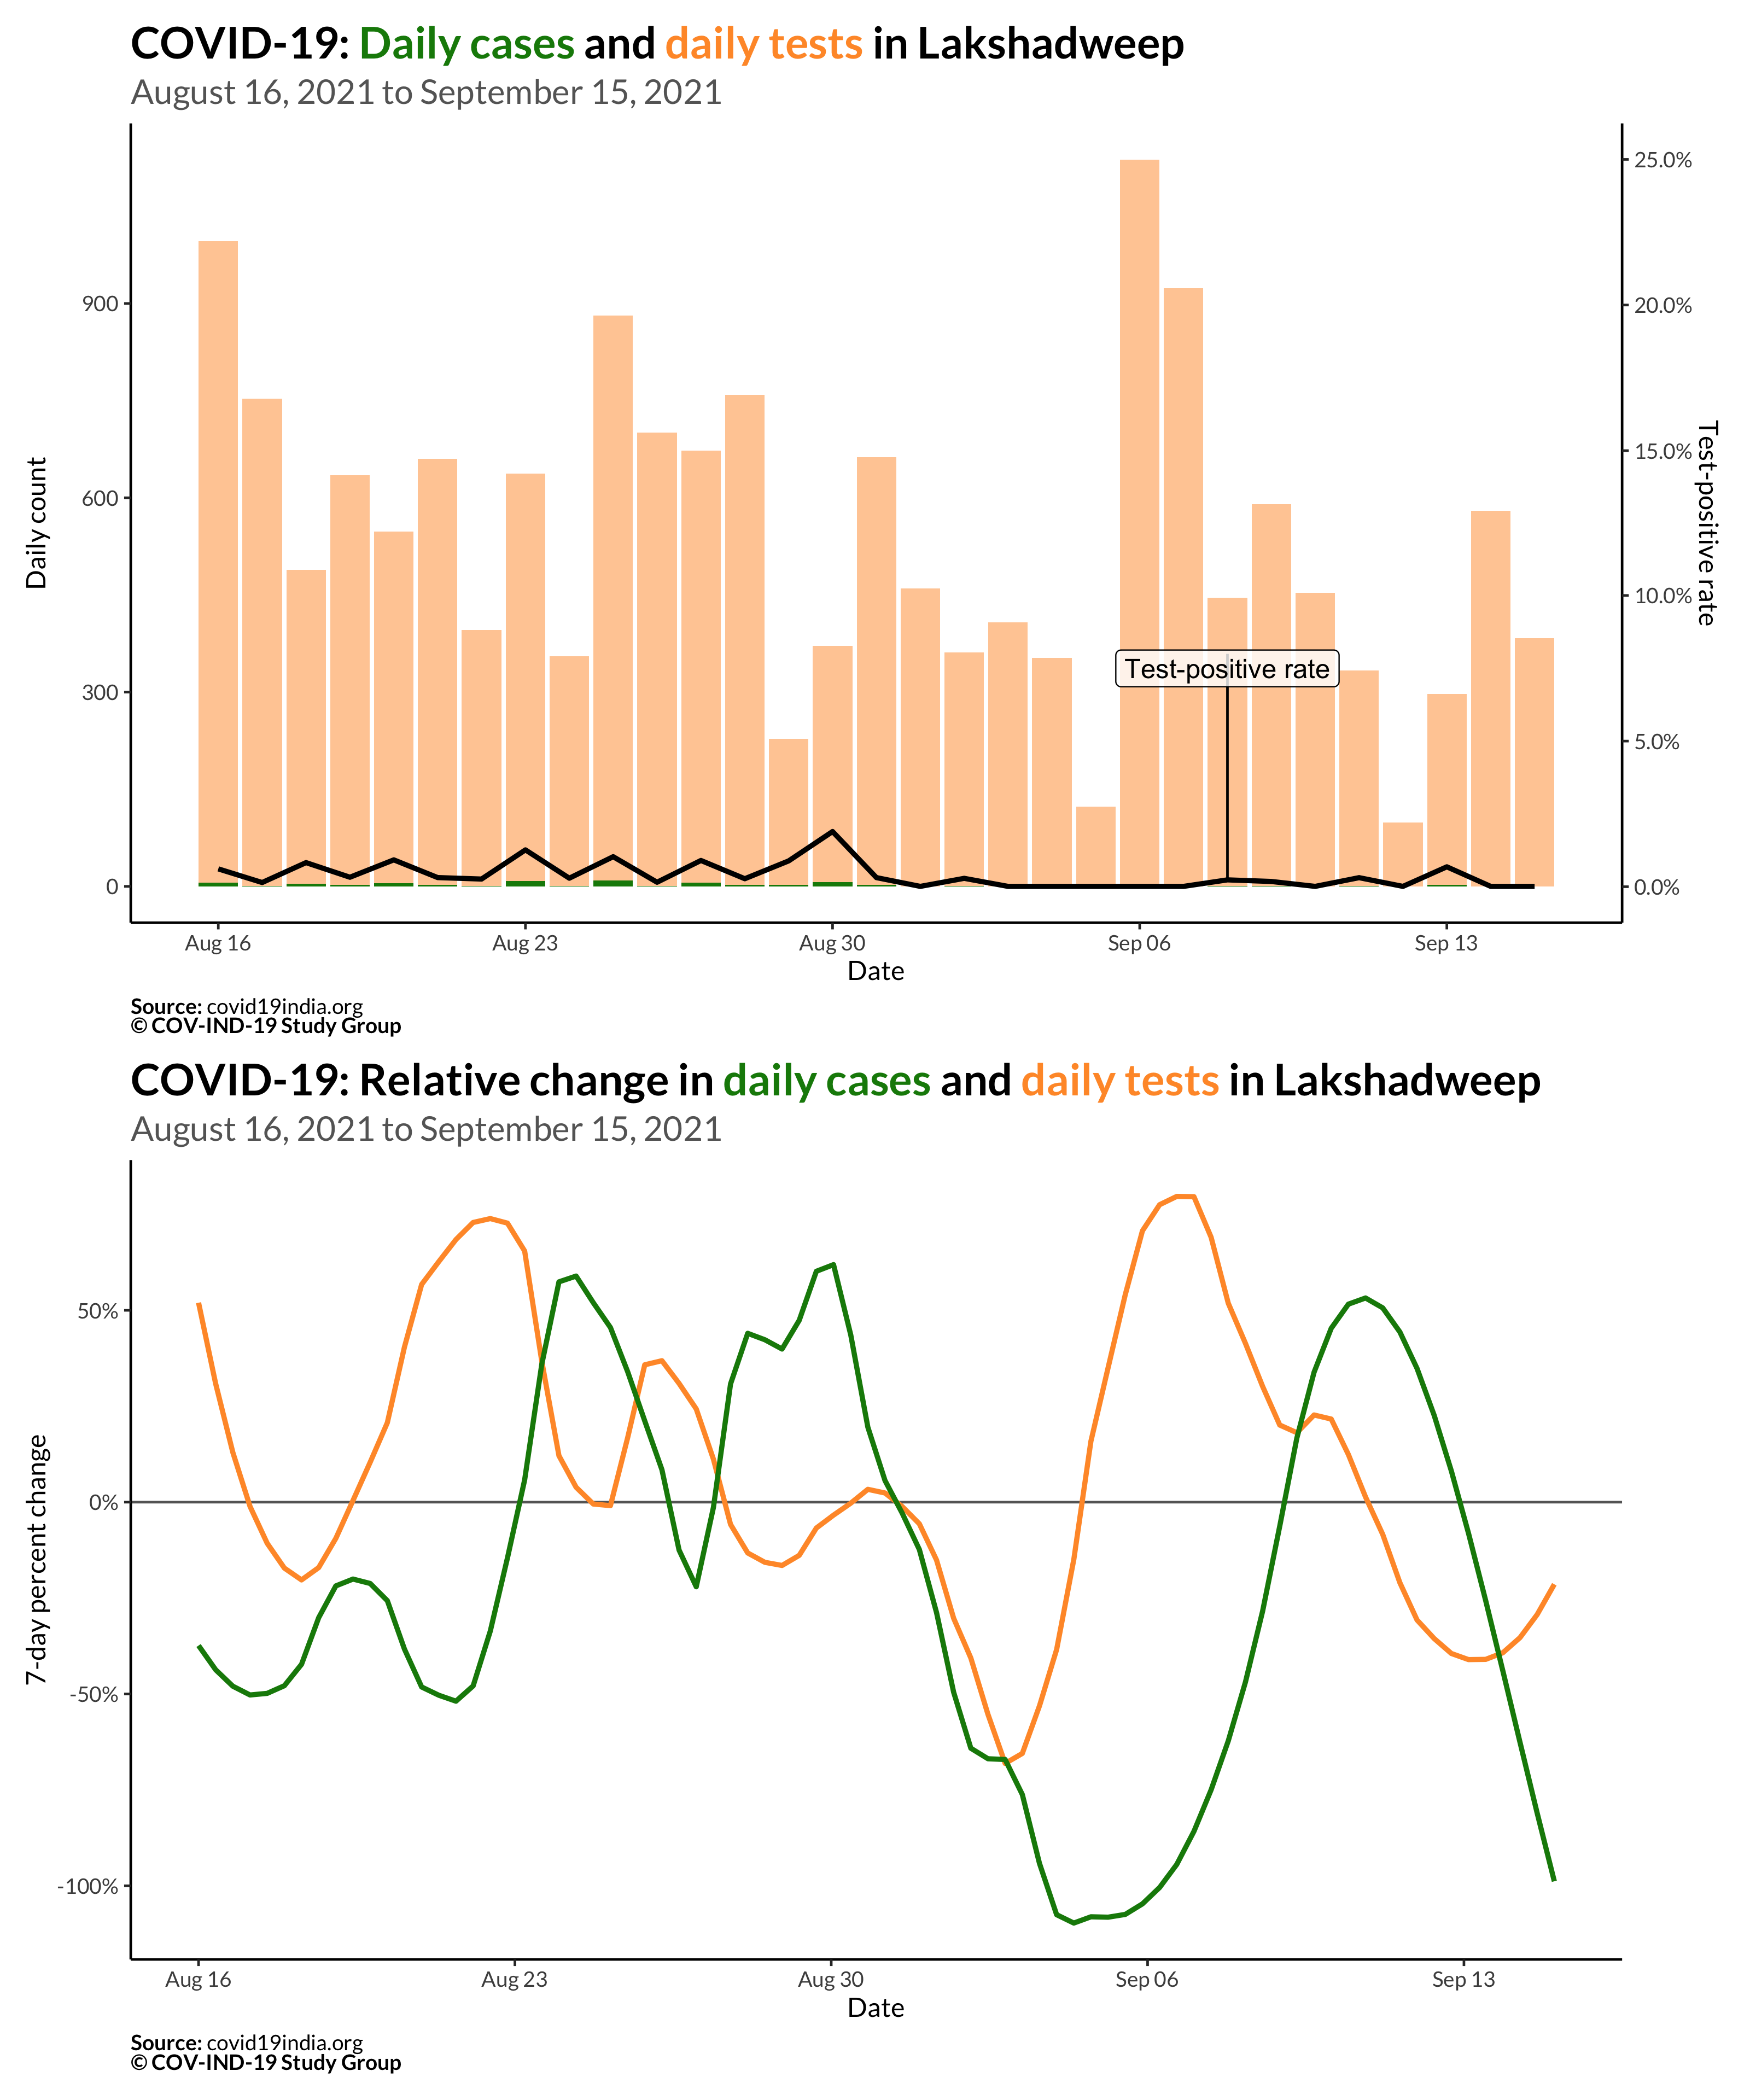 COVID-19: Daily cases and daily tests in Lakshadweep
August 16, 2021 to September 15, 2021
Daily count
900
600
300
0
25.0%
20.0%
15.0%
10.0%
5.0%
0.0%
Test-positive rate
Test-positive rate
Aug 16
Aug 23
Aug 30
Sep 06
Sep 13
Date
Source: covid19india.org
© COV-IND-19 Study Group
COVID-19: Relative change in daily cases and daily tests in Lakshadweep
August 16, 2021 to September 15, 2021
7-day percent change
50%
0%
-50%
-100%
Aug 16
Aug 23
Aug 30
Sep 06
Sep 13
Date
Source: covid19india.org
© COV-IND-19 Study Group